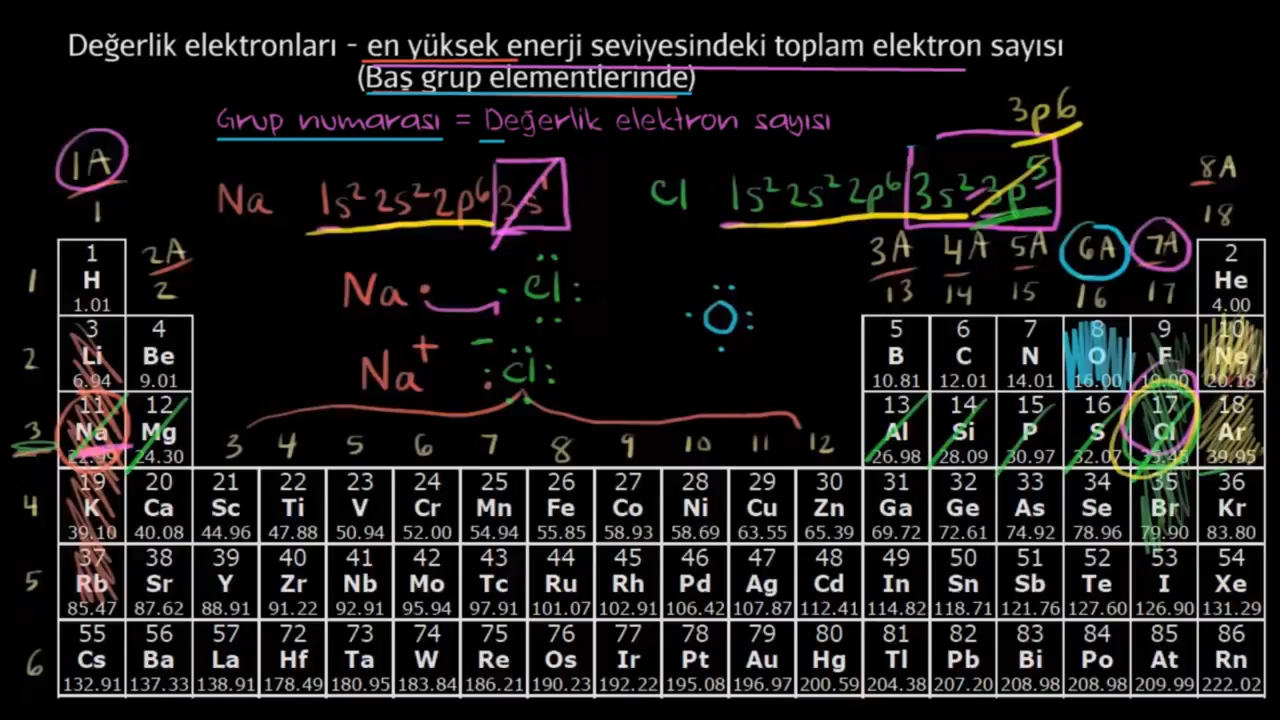 Değerlik elektronları - en yüksek enerji seviyesindeki toplam elektron sayısı
(Baş grup elementlerinde)
Grup numarası = Değerlik elektron sayısı
3p6
1A 8A
Na 1s² 2s² 2p⁶ 3s¹ Cl 1s² 2s² 2p⁶ 3s² 3p⁵
1 18
2A 3A 4A 5A 6A 7A
2 13 14 15 16 17
1 2
1 H He
1.01 4.00
Na Cl O
3 4 5 6 7 8 9 10
2 Li Be B C N O F Ne
6.94 9.01 10.81 12.01 14.01 16.00 19.00 20.18
Na+ - Cl
11 12 13 14 15 16 17 18
3 Na Mg 3 4 5 6 7 8 9 10 11 12 Al Si P S Cl Ar
22.99 24.30 26.98 28.09 30.97 32.07 35.45 39.95
19 20 21 22 23 24 25 26 27 28 29 30 31 32 33 34 35 36
4 K Ca Sc Ti V Cr Mn Fe Co Ni Cu Zn Ga Ge As Se Br Kr
39.10 40.08 44.96 47.88 50.94 52.00 54.94 55.85 58.93 58.69 63.55 65.39 69.72 72.61 74.92 78.96 79.90 83.80
37 38 39 40 41 42 43 44 45 46 47 48 49 50 51 52 53 54
5 Rb Sr Y Zr Nb Mo Tc Ru Rh Pd Ag Cd In Sn Sb Te I Xe
85.47 87.62 88.91 91.22 92.91 95.94 97.91 101.07 102.91 106.42 107.87 112.41 114.82 118.71 121.76 127.60 126.90 131.29
55 56 57 72 73 74 75 76 77 78 79 80 81 82 83 84 85 86
6 Cs Ba La Hf Ta W Re Os Ir Pt Au Hg Tl Pb Bi Po At Rn
132.91 137.33 138.91 178.49 180.95 183.84 186.21 190.23 192.22 195.08 196.97 200.59 204.38 207.20 208.98 208.98 209.99 222.02